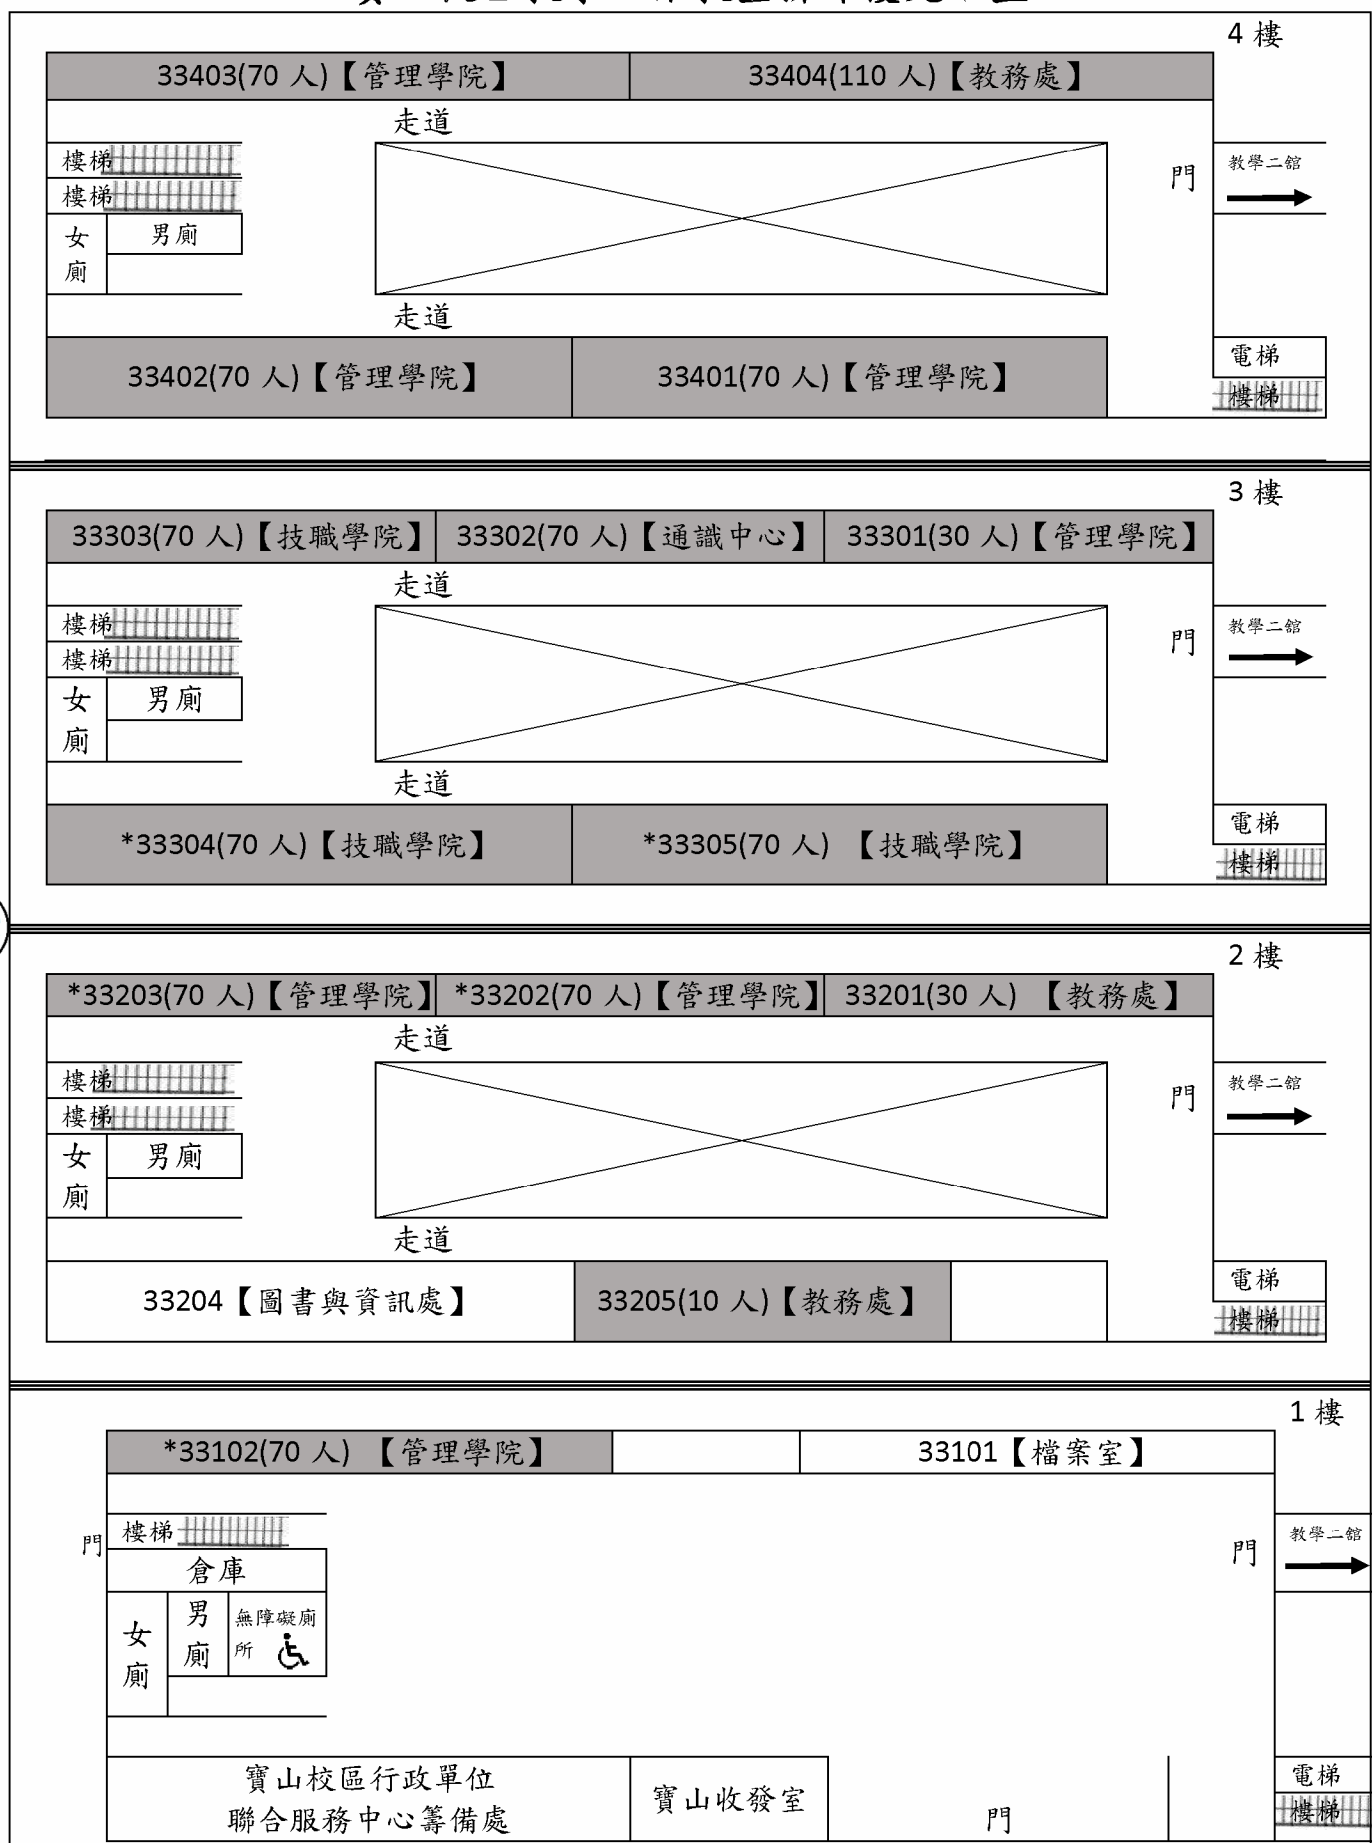 4 樓
33403(70 人)【管理學院】 33404(110 人)【教務處】
走道
樓梯
樓梯
門
教學二舘
女廁
男廁
走道
33402(70 人)【管理學院】 33401(70 人)【管理學院】
電梯
樓梯
3 樓
33303(70 人)【技職學院】 33302(70 人)【通識中心】 33301(30 人)【管理學院】
走道
樓梯
樓梯
門
教學二舘
女廁
男廁
走道
*33304(70 人)【技職學院】 *33305(70 人) 【技職學院】
電梯
樓梯
2 樓
*33203(70 人)【管理學院】 *33202(70 人)【管理學院】 33201(30 人) 【教務處】
走道
樓梯
樓梯
門
教學二舘
女廁
男廁
走道
33204【圖書與資訊處】 33205(10 人)【教務處】
電梯
樓梯
1 樓
*33102(70 人) 【管理學院】 33101【檔案室】
門
樓梯
門
教學二舘
倉庫
女廁
男廁
無障礙廁
所
寶山校區行政單位
聯合服務中心籌備處
寶山收發室
門
電梯
樓梯